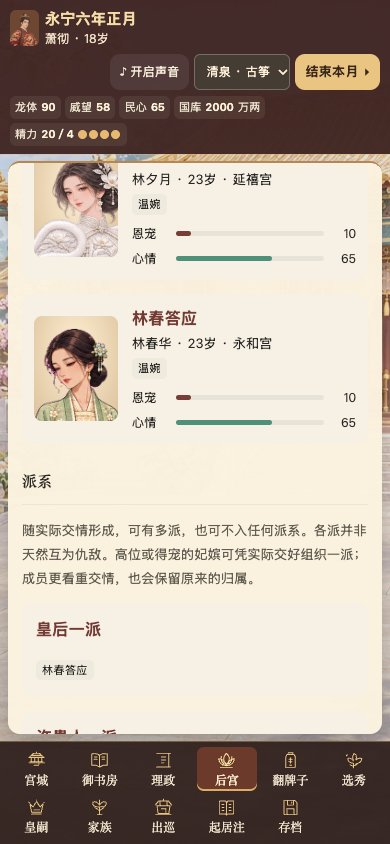 永宁六年正月
萧彻 · 18岁
♪ 开启声音
清泉 · 古筝
结束本月
龙体 90
威望 58
民心 65
国库 2000 万两
精力 20 / 4
林夕月 · 23岁 · 延禧宫
温婉
恩宠 10
心情 65
林春答应
林春华 · 23岁 · 永和宫
温婉
恩宠 10
心情 65
派系
随实际交情形成，可有多派，也可不入任何派系。各派并非
天然互为仇敌。高位或得宠的妃嫔可凭实际交好组织一派；
成员更看重交情，也会保留原来的归属。
皇后一派
林春答应
宫城
御书房
理政
后宫
翻牌子
选秀
皇嗣
家族
出巡
起居注
存档